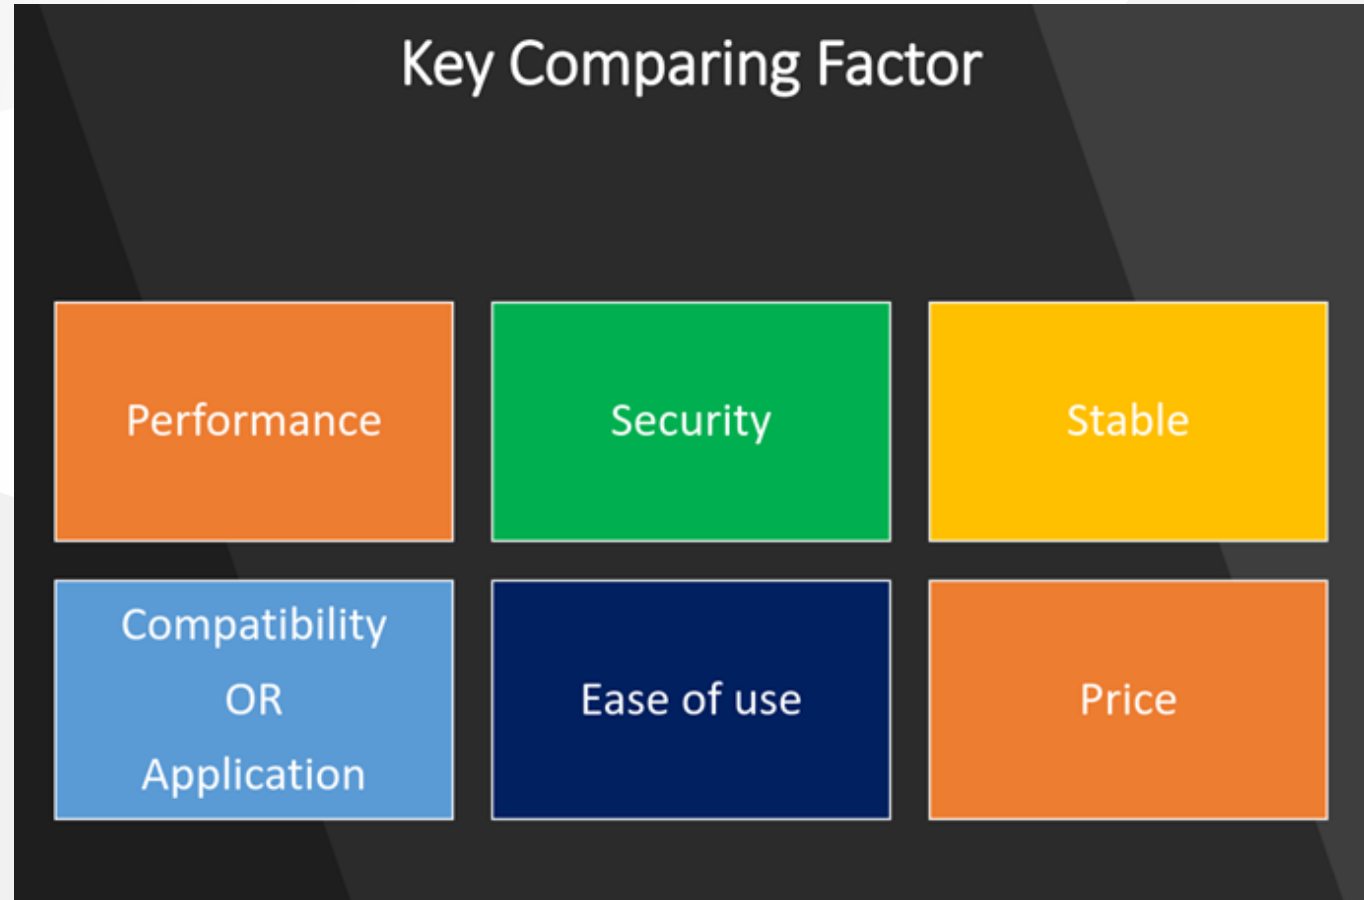 Key Comparing Factor
Performance
Security
Stable
Compatibility
OR
Application
Ease of use
Price